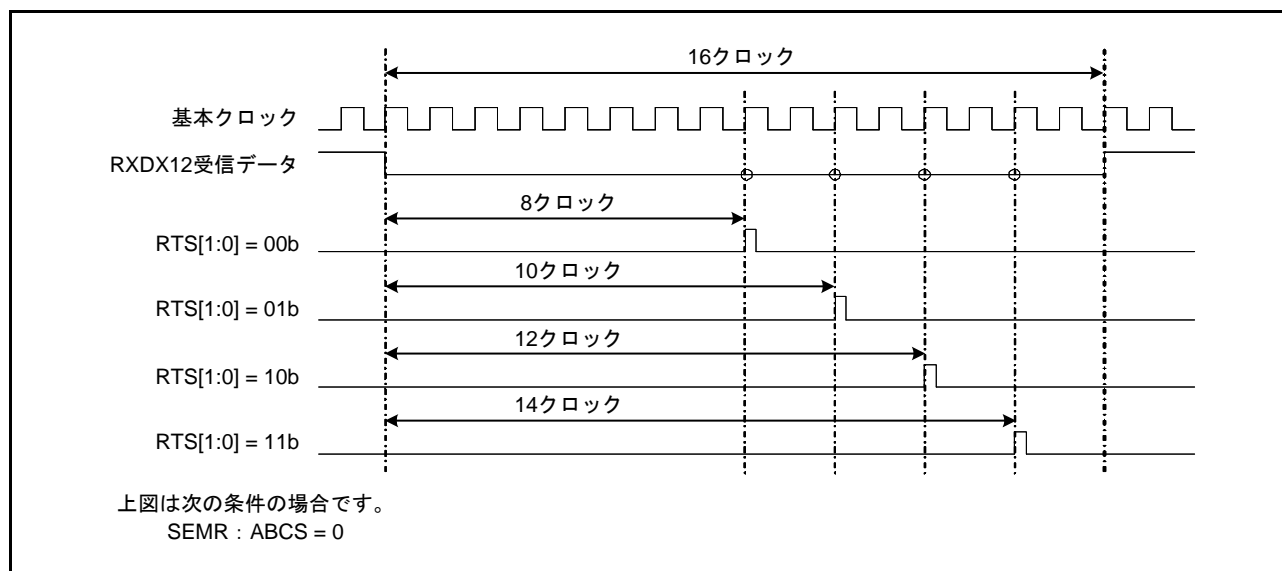 16クロック
基本クロック
RXDX12受信データ
8クロック
RTS[1:0] = 00b
10クロック
RTS[1:0] = 01b
12クロック
RTS[1:0] = 10b
14クロック
RTS[1:0] = 11b
上図は次の条件の場合です。
SEMR : ABCS = 0